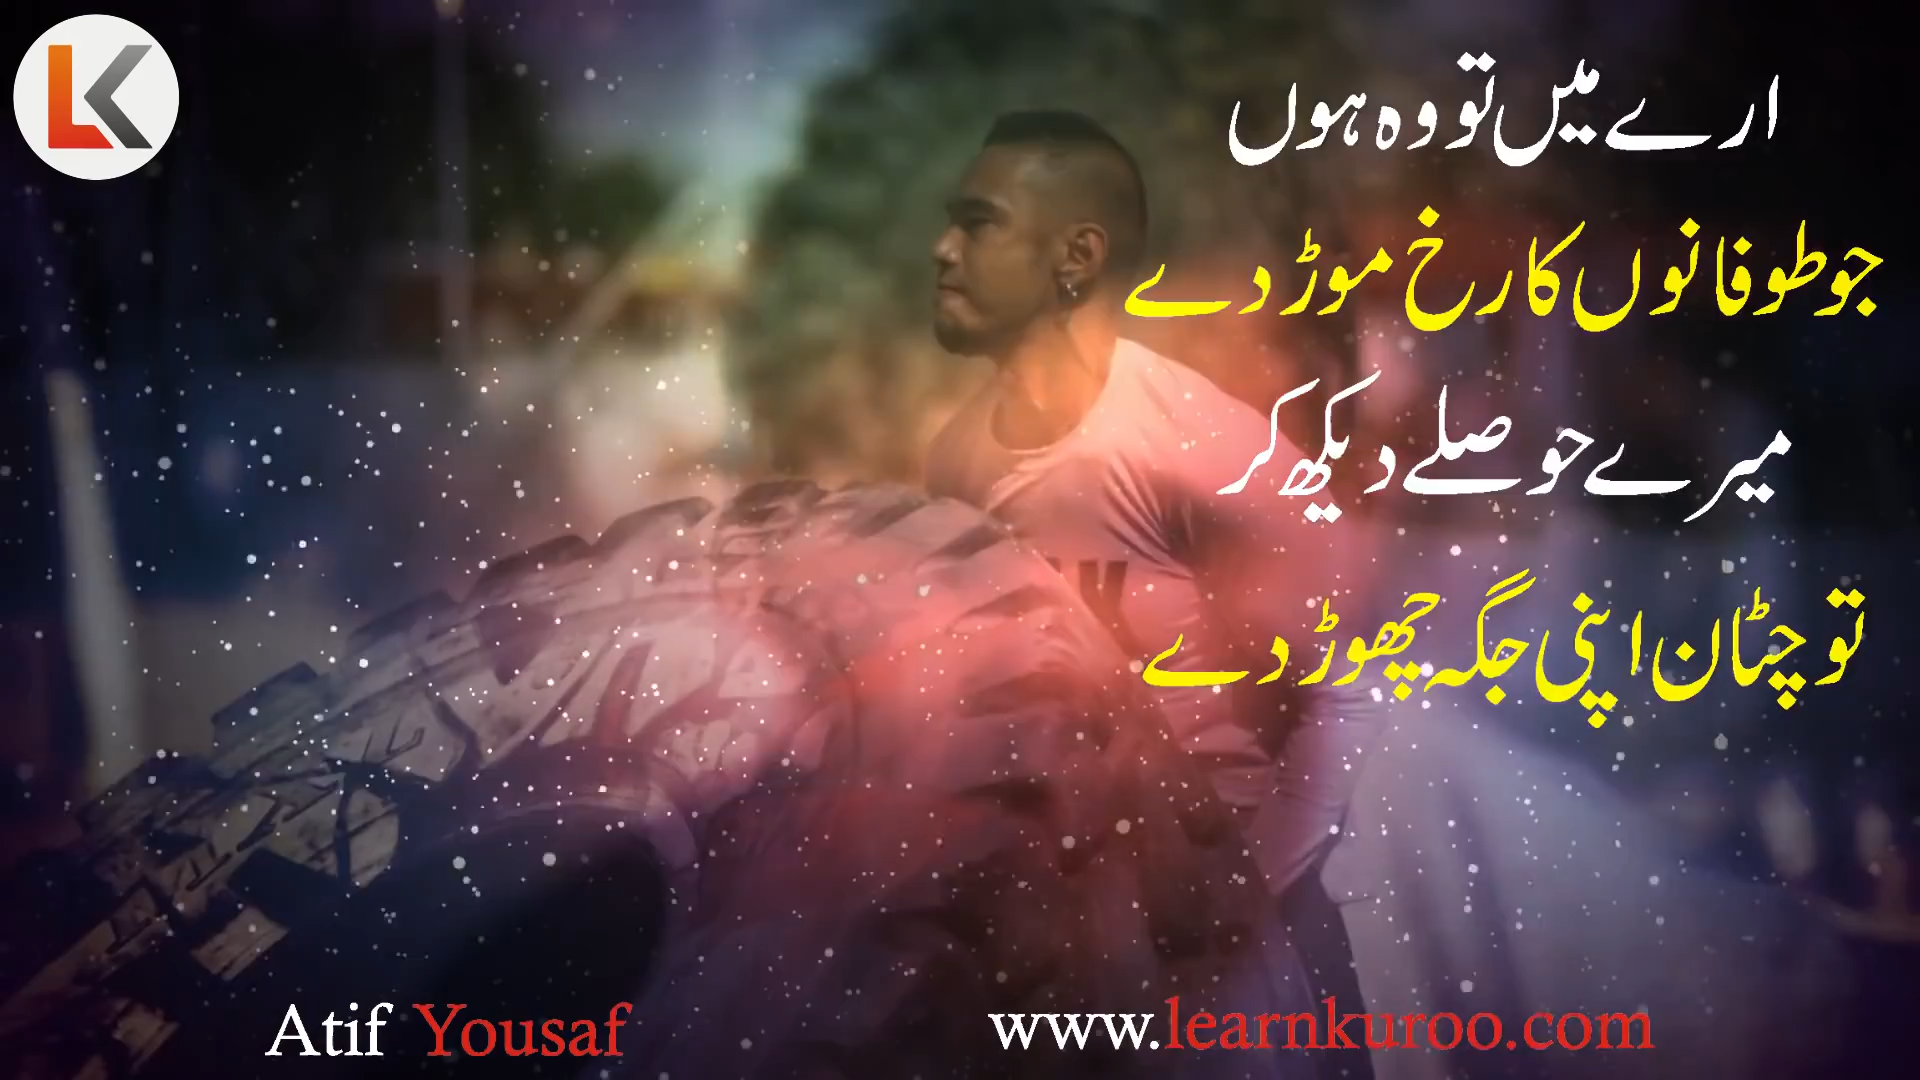 LK
ارے میں تو وہ ہوں
جو طوفانوں کا رخ موڑ دے
میرے حوصلے دیکھ کر
تو چٹان اپنی جگہ چھوڑ دے
Atif Yousaf
www.learnkuroo.com